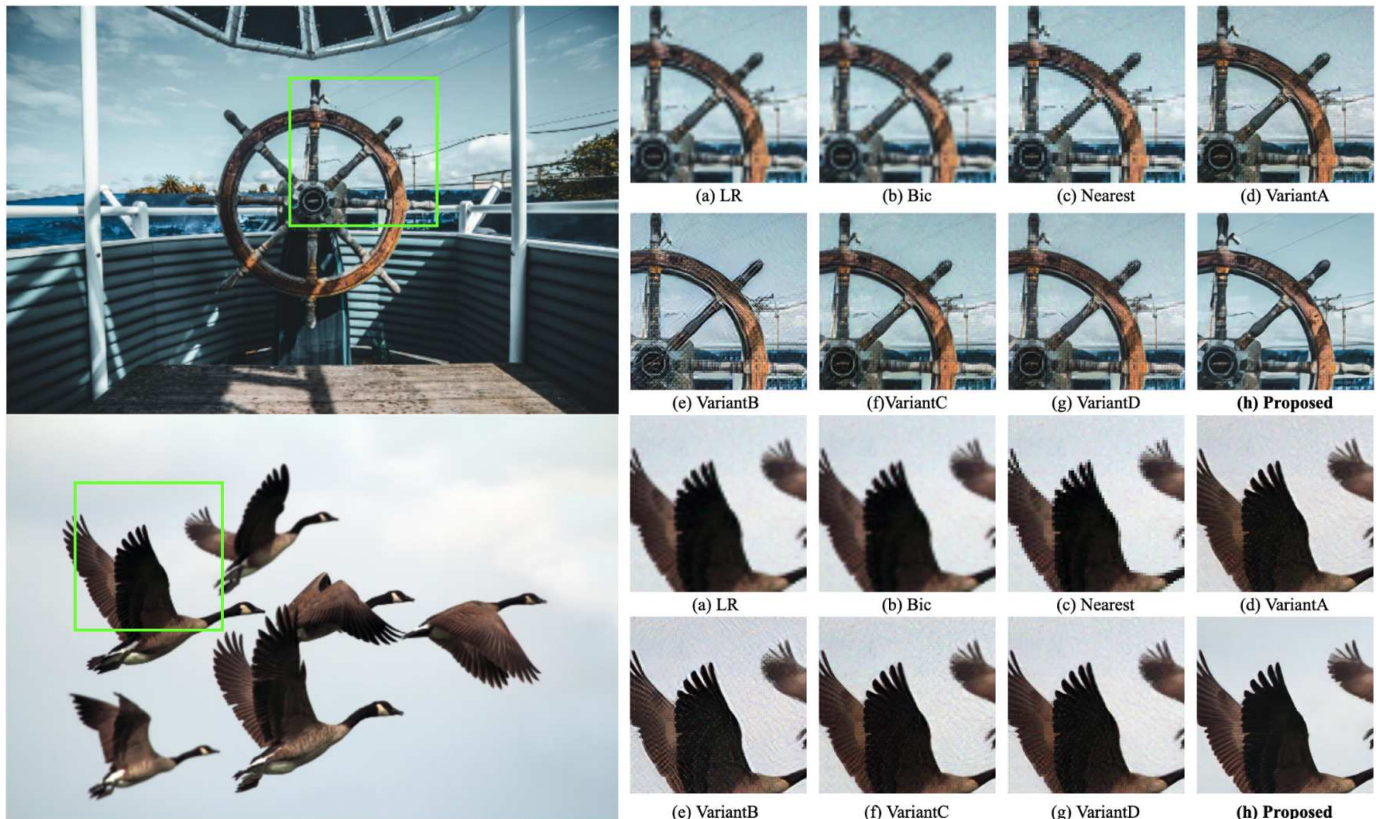 (a) LR (b) Bic (c) Nearest (d) VariantA
(e) VariantB (f)VariantC (g) VariantD (h) Proposed
(a) LR (b) Bic (c) Nearest (d) VariantA
(e) VariantB (f) VariantC (g) VariantD (h) Proposed